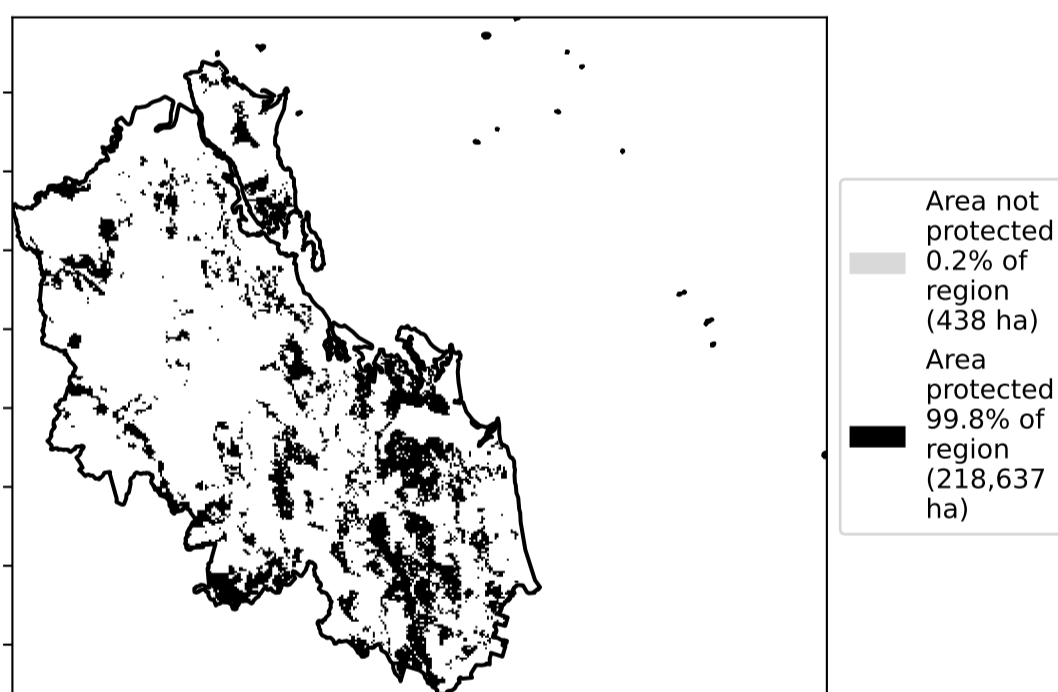 Area not
protected
0.2% of
region
(438 ha)
Area
protected
99.8% of
region
(218,637
ha)